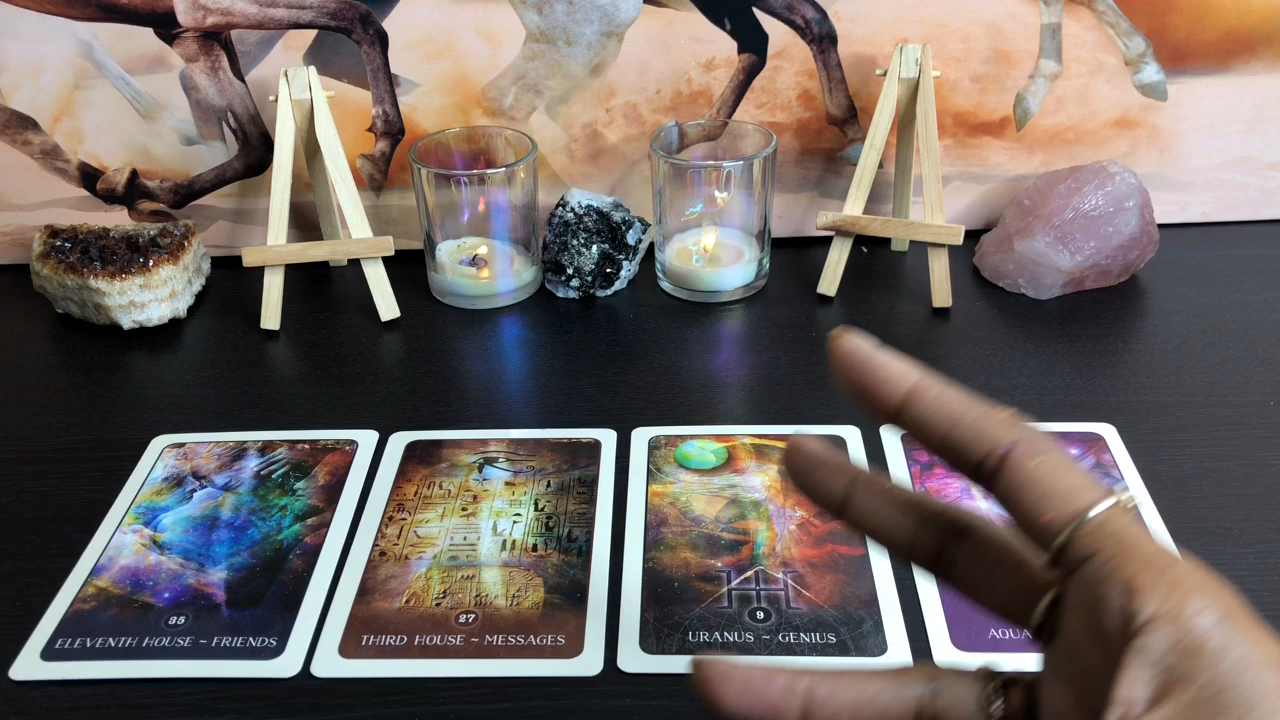 35
ELEVENTH HOUSE ~ FRIENDS
27
THIRD HOUSE ~ MESSAGES
9
URANUS ~ GENIUS
AQUA